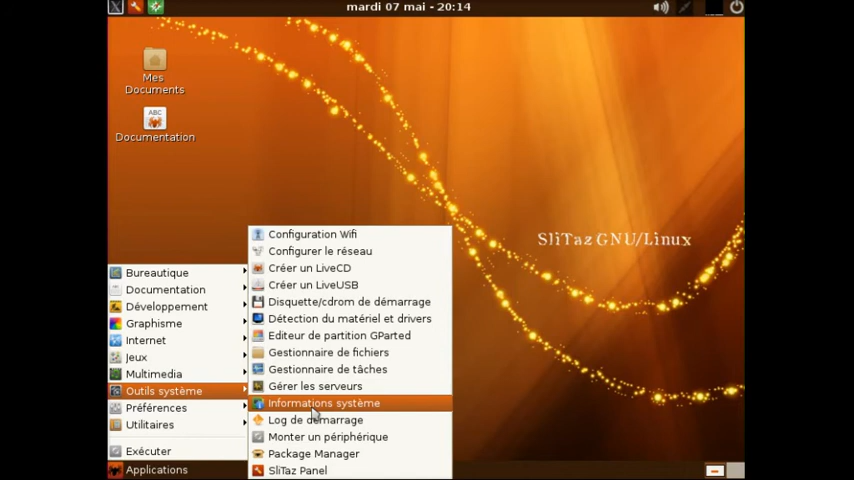 mardi 07 mai - 20:14
Mes
Documents
ABC
Documentation
SliTaz GNU/Linux
Configuration Wifi
Configurer le réseau
Créer un LiveCD
Créer un LiveUSB
Disquette/cdrom de démarrage
Détection du matériel et drivers
Editeur de partition GParted
Gestionnaire de fichiers
Gestionnaire de tâches
Gérer les serveurs
Informations système
Log de démarrage
Monter un périphérique
Package Manager
SliTaz Panel
Bureautique
Documentation
Développement
Graphisme
Internet
Jeux
Multimedia
Outils système
Préférences
Utilitaires
Exécuter
Applications